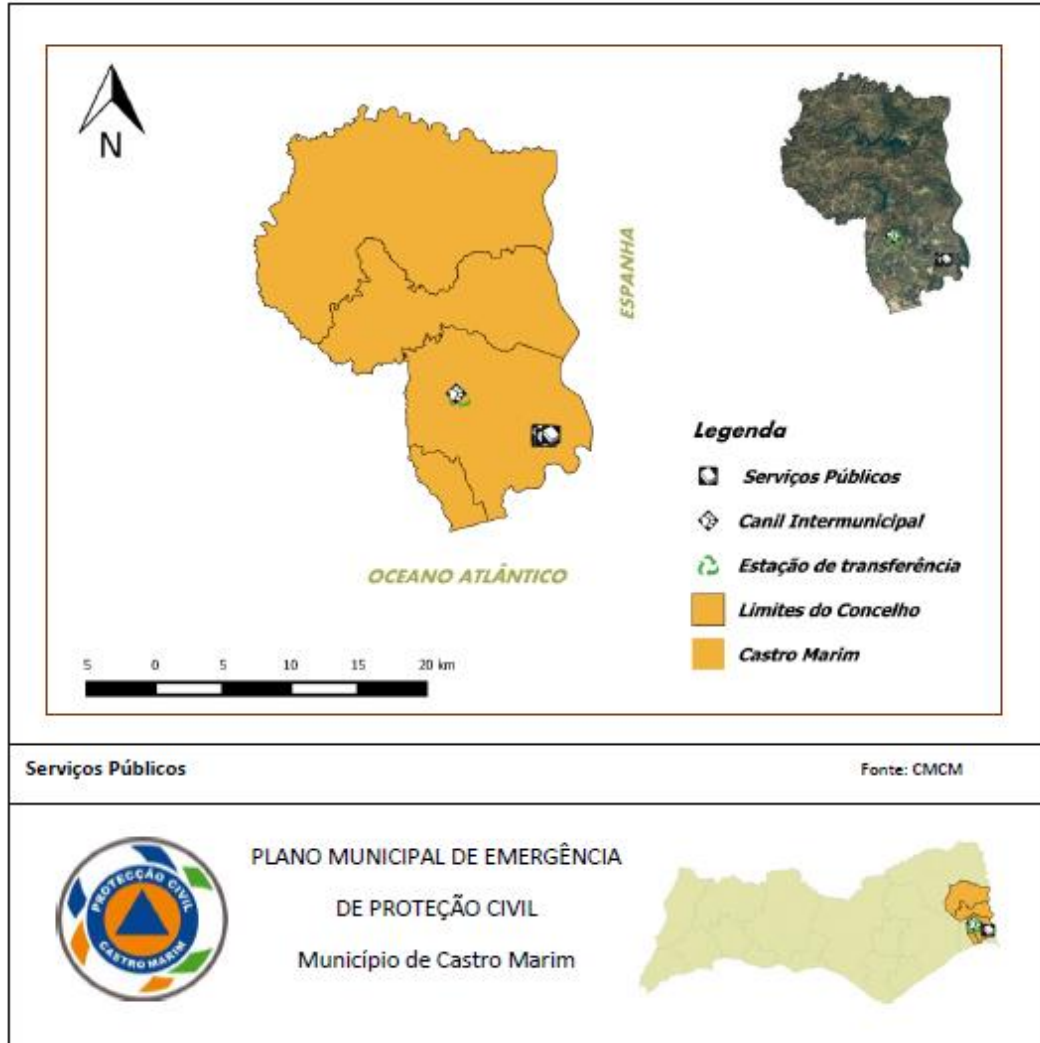 N
ESPANHA
OCEANO ATLÂNTICO
Legenda
Serviços Públicos
Canil Intermunicipal
Estação de transferência
Limites do Concelho
Castro Marim
5 0 5 10 15 20 km
Serviços Públicos
Fonte: CMCM
PROTECÇÃO CIVIL
CASTRO MARIM
PLANO MUNICIPAL DE EMERGÊNCIA
DE PROTEÇÃO CIVIL
Município de Castro Marim